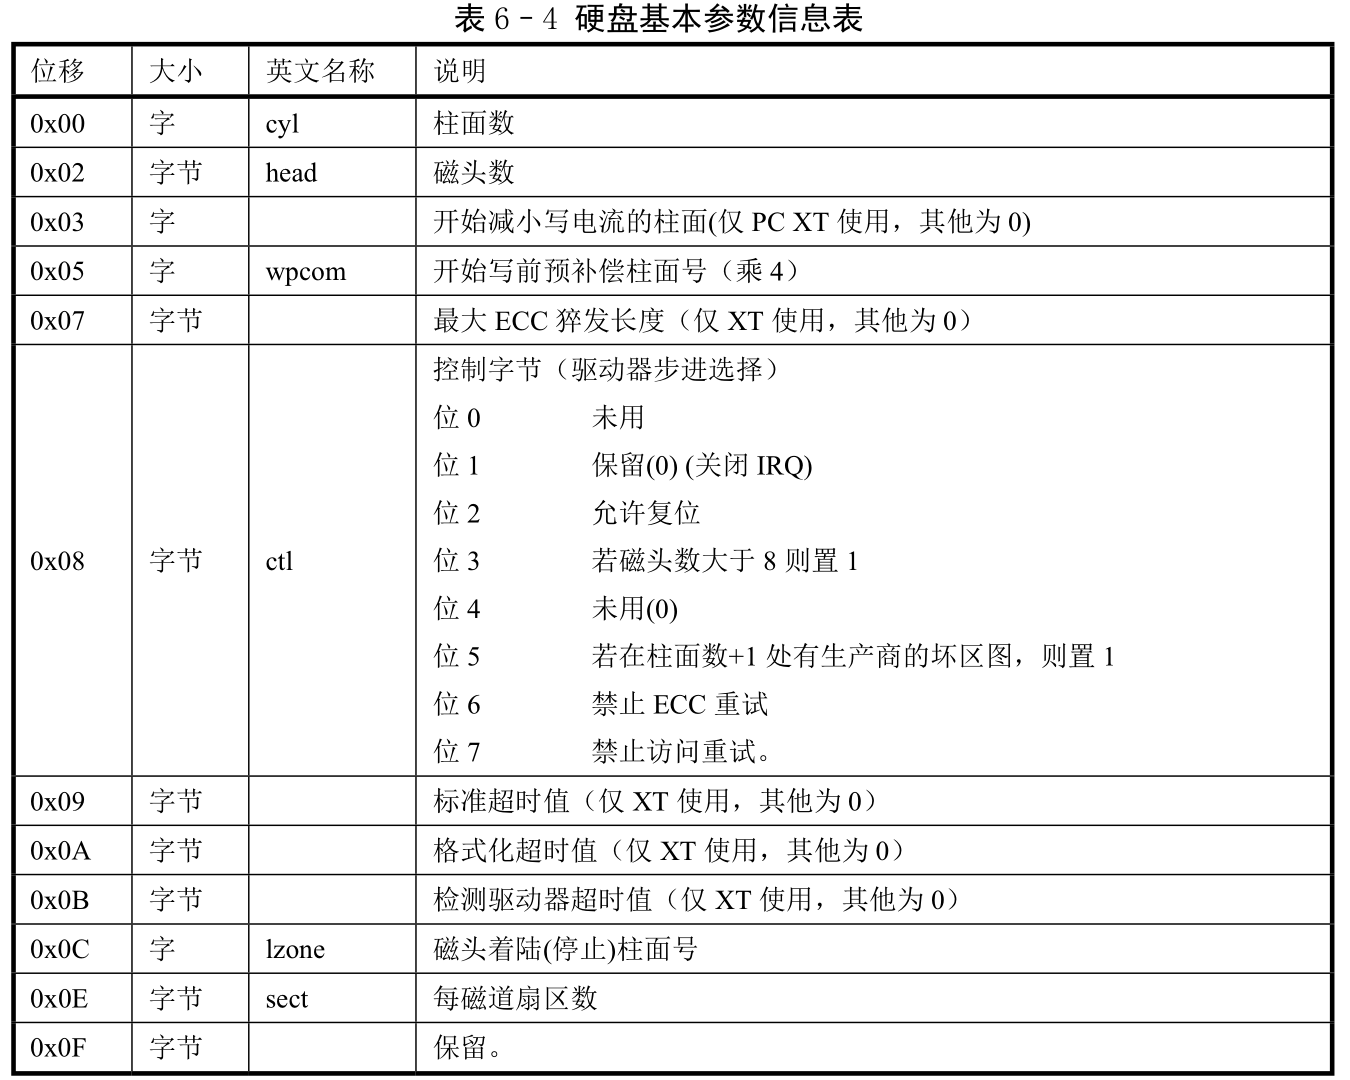 表 6-4 硬盘基本参数信息表
位移 大小 英文名称 说明
0x00 字 cyl 柱面数
0x02 字节 head 磁头数
0x03 字 开始减小写电流的柱面(仅 PC XT 使用，其他为 0)
0x05 字 wpcom 开始写前预补偿柱面号（乘 4）
0x07 字节 最大 ECC 猝发长度（仅 XT 使用，其他为 0）
0x08 字节 ctl 控制字节（驱动器步进选择）
位 0 未用
位 1 保留(0) (关闭 IRQ)
位 2 允许复位
位 3 若磁头数大于 8 则置 1
位 4 未用(0)
位 5 若在柱面数+1 处有生产商的坏区图，则置 1
位 6 禁止 ECC 重试
位 7 禁止访问重试。
0x09 字节 标准超时值（仅 XT 使用，其他为 0）
0x0A 字节 格式化超时值（仅 XT 使用，其他为 0）
0x0B 字节 检测驱动器超时值（仅 XT 使用，其他为 0）
0x0C 字 lzone 磁头着陆(停止)柱面号
0x0E 字节 sect 每磁道扇区数
0x0F 字节 保留。